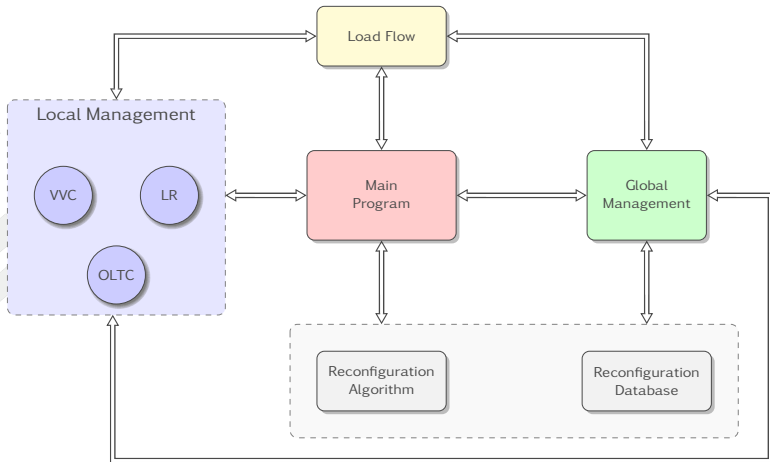 Load Flow
Local Management
VVC
LR
OLTC
Main
Program
Global
Management
Reconfiguration
Algorithm
Reconfiguration
Database